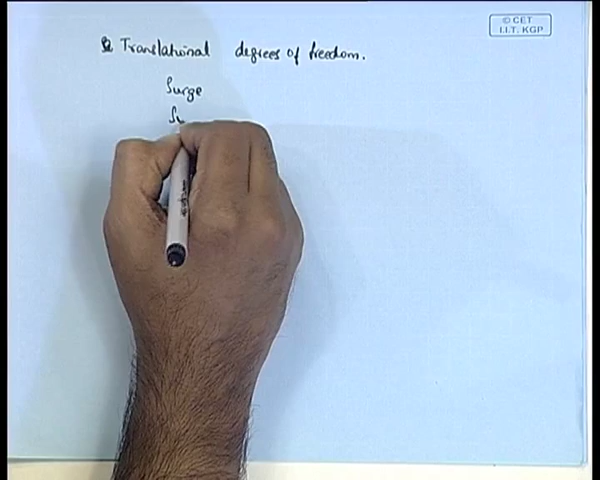 Translational degrees of freedom.
Surge
© CET
I.I.T. KGP